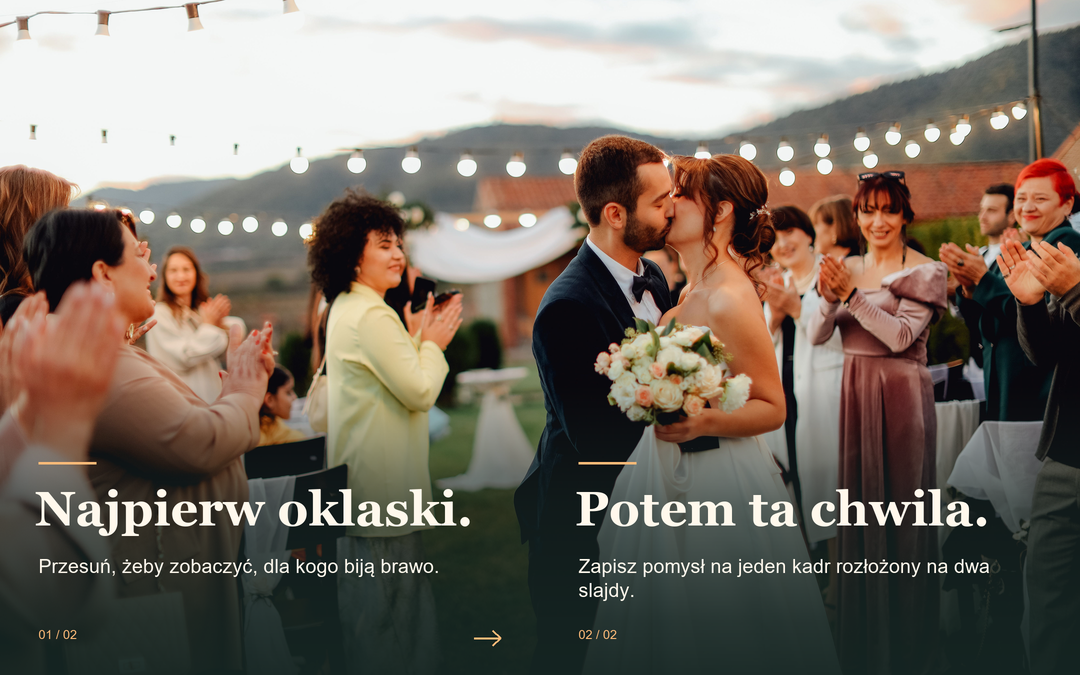 Najpierw oklaski.
Przesuń, żeby zobaczyć, dla kogo biją brawo.
01 / 02
Potem ta chwila.
Zapisz pomysł na jeden kadr rozłożony na dwa
slajdy.
02 / 02